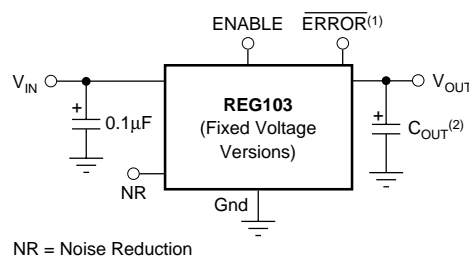 ENABLE
ERROR(1)
VIN
VOUT
REG103
(Fixed Voltage
Versions)
+
0.1µF
+
COUT(2)
NR
Gnd
NR = Noise Reduction